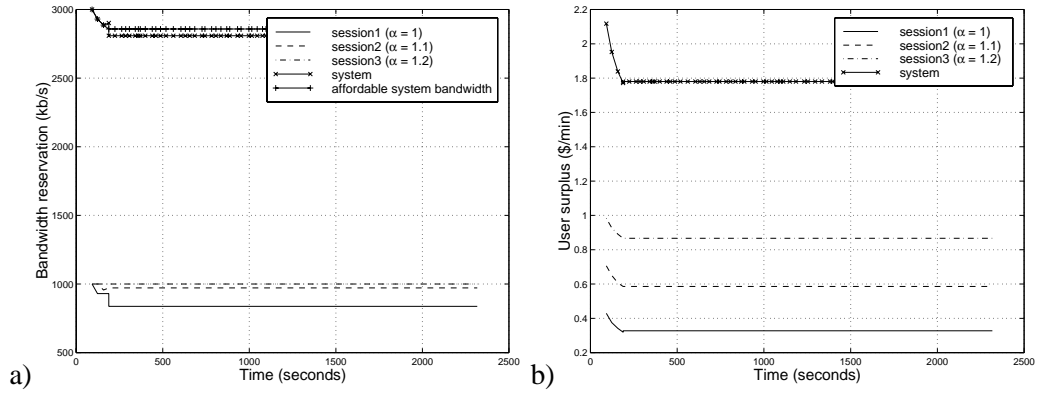 Bandwidth reservation (kb/s)
3000
2500
2000
1500
1000
500
session1 (α = 1)
session2 (α = 1.1)
session3 (α = 1.2)
system
affordable system bandwidth
0
500
1000
1500
2000
2500
Time (seconds)
a)
User surplus ($/min)
2.2
2
1.8
1.6
1.4
1.2
1
0.8
0.6
0.4
0.2
session1 (α = 1)
session2 (α = 1.1)
session3 (α = 1.2)
system
0
500
1000
1500
2000
2500
Time (seconds)
b)